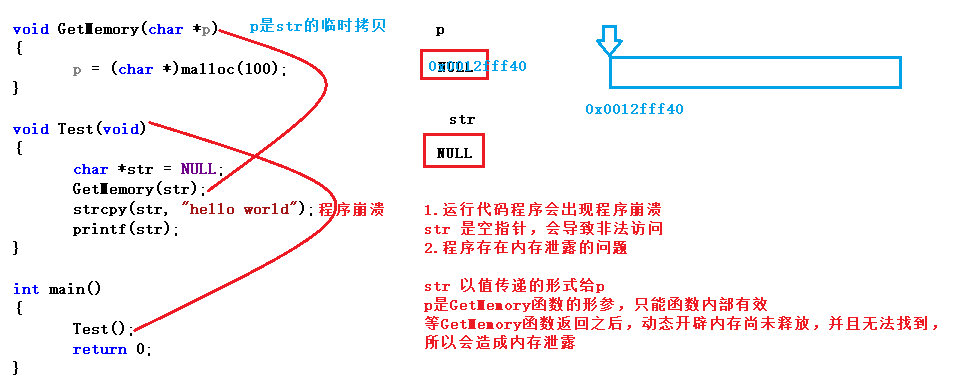 void GetMemory(char *p)
{
p = (char *)malloc(100);
}
void Test(void)
{
char *str = NULL;
GetMemory(str);
strcpy(str, "hello world");程序崩溃
printf(str);
}
int main()
{
Test();
return 0;
}
p是str的临时拷贝
p
NULL
0x0012fff40
0x0012fff40
str
NULL
1.运行代码程序会出现程序崩溃
str 是空指针，会导致非法访问
2.程序存在内存泄露的问题
str 以值传递的形式给p
p是GetMemory函数的形参，只能函数内部有效
等GetMemory函数返回之后，动态开辟内存尚未释放，并且无法找到，
所以会造成内存泄露